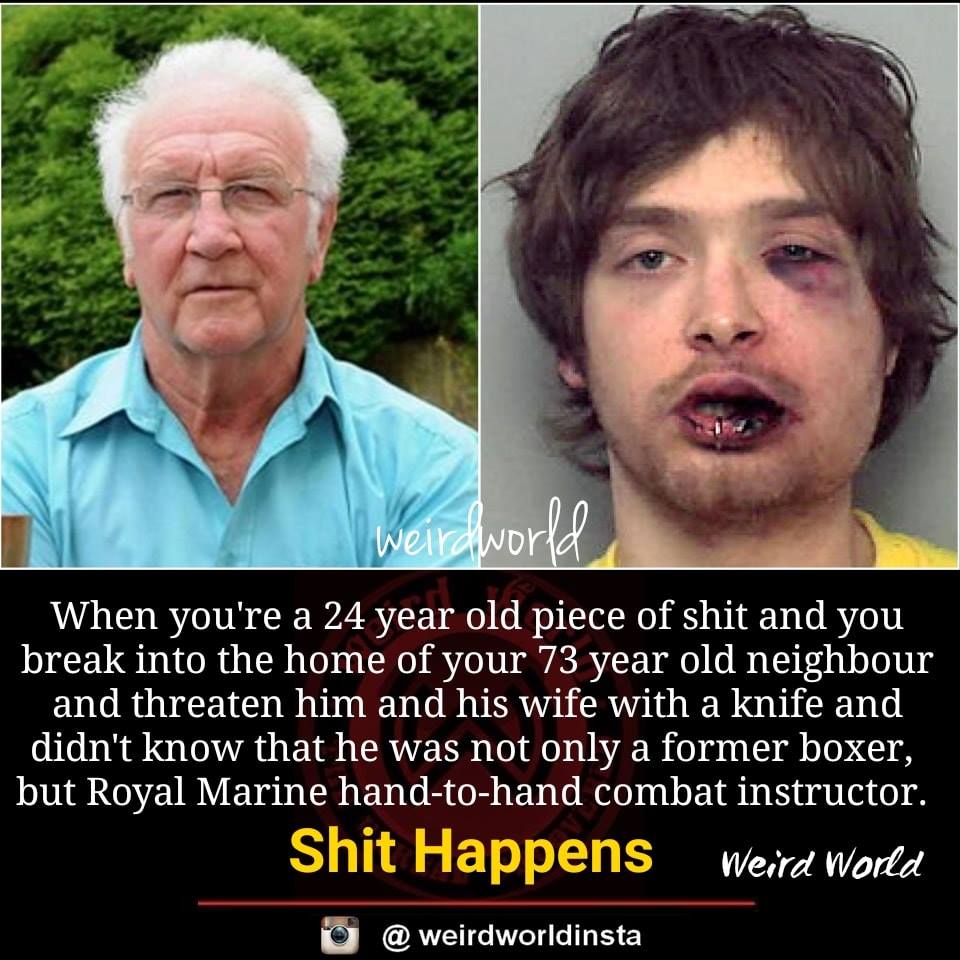 weirdworld
When you're a 24 year old piece of shit and you
break into the home of your 73 year old neighbour
and threaten him and his wife with a knife and
didn't know that he was not only a former boxer,
but Royal Marine hand-to-hand combat instructor.
Shit Happens
Weird World
@ weirdworldinsta